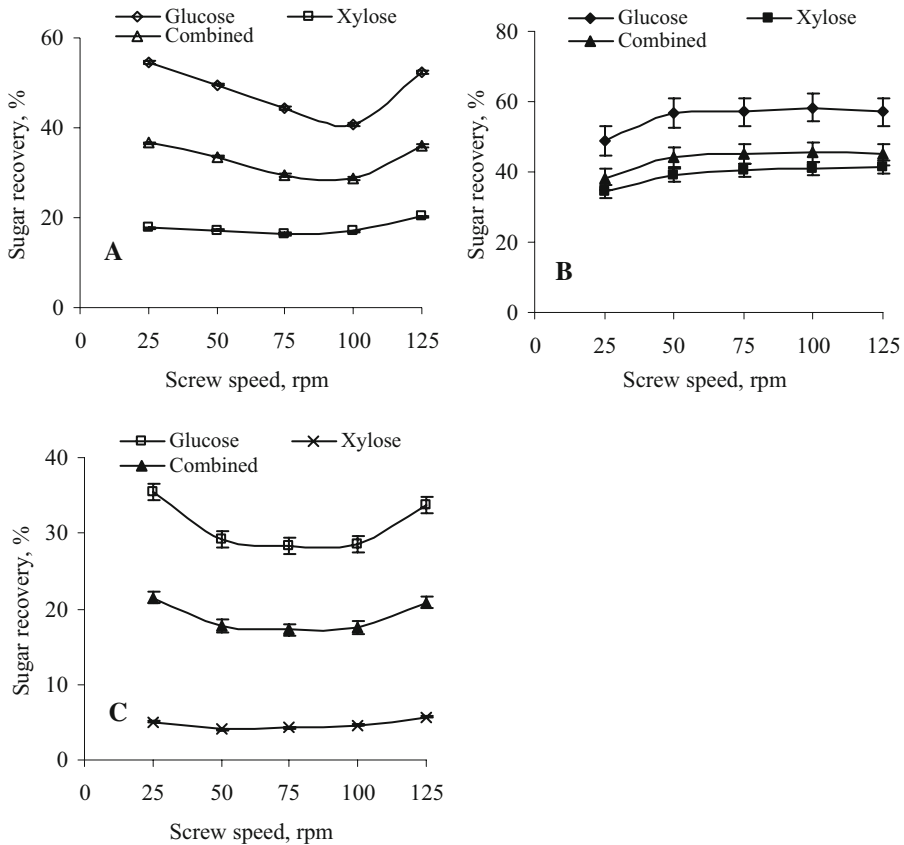 Glucose Xylose
Combined
60
40
20
0
Sugar recovery, %
A
0 25 50 75 100 125
Screw speed, rpm
Glucose Xylose
Combined
80
60
40
20
0
Sugar recovery, %
B
0 25 50 75 100 125
Screw speed, rpm
Glucose Xylose
Combined
40
30
20
10
0
Sugar recovery, %
C
0 25 50 75 100 125
Screw speed, rpm